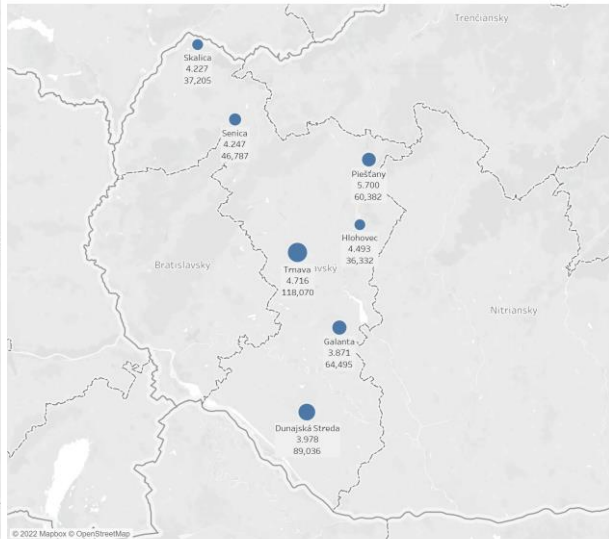 Trenčiansky
Skalica
4.227
37,205
Senica
4.247
46,787
Piešťany
5.700
60,382
Hlohovec
4.493
36,332
Bratislavsky
Trnava
vsky
4.716
118,070
Nitriansky
Galanta
3.871
64,495
Dunajská Streda
3.978
89,036
© 2022 Mapbox © OpenStreetMap